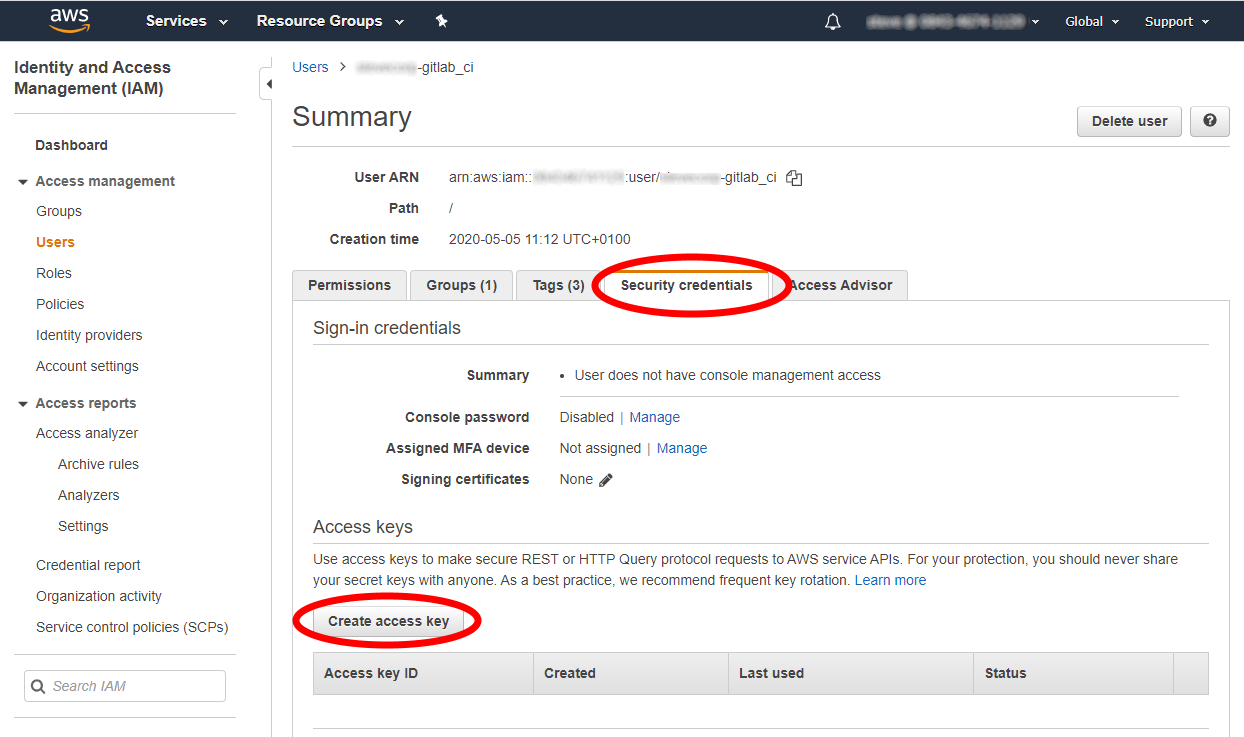 aws Services Resource Groups Global Support
Identity and Access
Management (IAM)
Dashboard
Access management
Groups
Users
Roles
Policies
Identity providers
Account settings
Access reports
Access analyzer
Archive rules
Analyzers
Settings
Credential report
Organization activity
Service control policies (SCPs)
Search IAM
Users > -gitlab_ci
Summary
Delete user
User ARN arn:aws:iam:: :user/ -gitlab_ci
Path /
Creation time 2020-05-05 11:12 UTC+0100
Permissions Groups (1) Tags (3) Security credentials Access Advisor
Sign-in credentials
Summary • User does not have console management access
Console password Disabled | Manage
Assigned MFA device Not assigned | Manage
Signing certificates None
Access keys
Use access keys to make secure REST or HTTP Query protocol requests to AWS service APIs. For your protection, you should never share
your secret keys with anyone. As a best practice, we recommend frequent key rotation. Learn more
Create access key
Access key ID Created Last used Status